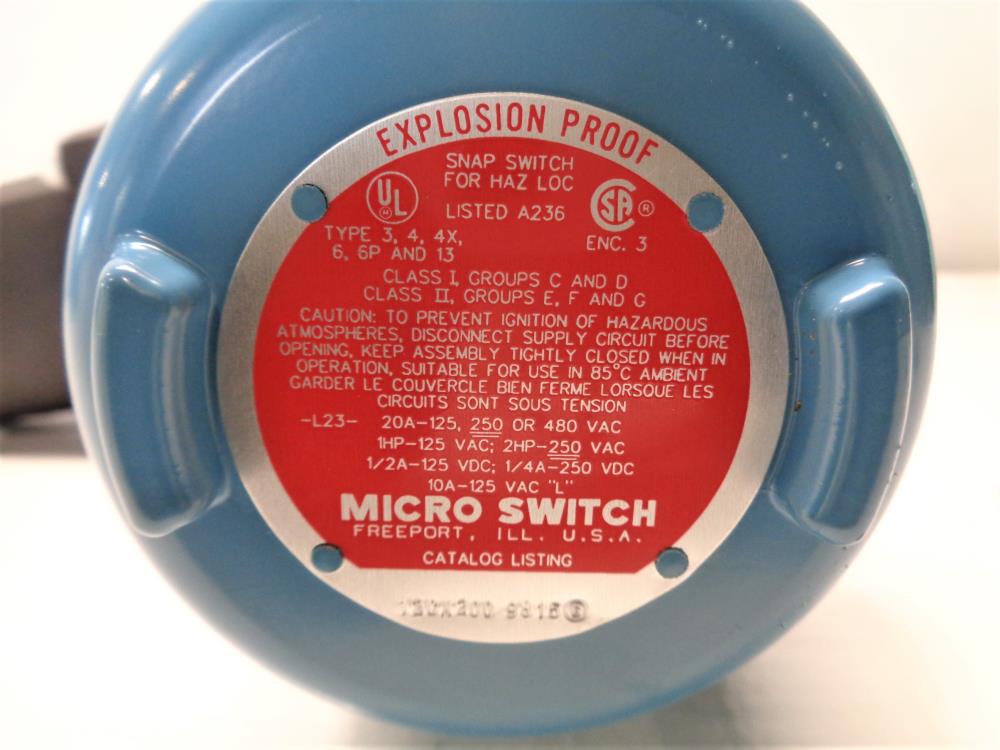 EXPLOSION PROOF
SNAP SWITCH
FOR HAZ LOC
UL
M
LISTED A236
SA ®
TYPE 3, 4, 4X,
6, 6P AND 13
ENC. 3
CLASS I, GROUPS C AND D
CLASS II, GROUPS E, F AND G
CAUTION: TO PREVENT IGNITION OF HAZARDOUS
ATMOSPHERES, DISCONNECT SUPPLY CIRCUIT BEFORE
OPENING, KEEP ASSEMBLY TIGHTLY CLOSED WHEN IN
OPERATION, SUITABLE FOR USE IN 85°C AMBIENT
GARDER LE COUVERCLE BIEN FERME LORSQUE LES
CIRCUITS SONT SOUS TENSION
-L23- 20A-125, 250 OR 480 VAC
1HP-125 VAC; 2HP-250 VAC
1/2A-125 VDC; 1/4A-250 VDC
10A-125 VAC "L"
MICRO SWITCH
FREEPORT, ILL. U.S.A.
CATALOG LISTING